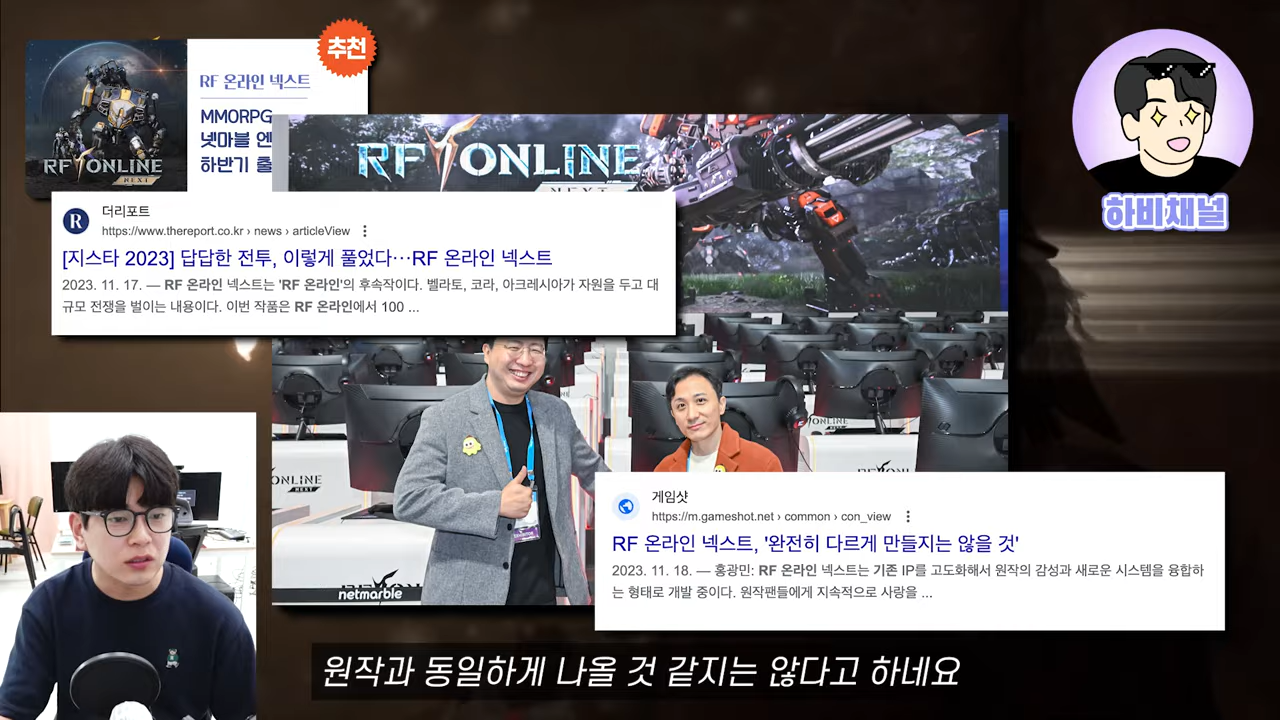 추천
RF 온라인 넥스트
MMORPG
넷마블 엔
하반기 출
RF ONLINE
NEXT
RF ONLINE
하비채널
R
더리포트
https://www.thereport.co.kr › news › articleView
[지스타 2023] 답답한 전투, 이렇게 풀었다…RF 온라인 넥스트
2023. 11. 17. — RF 온라인 넥스트는 'RF 온라인'의 후속작이다. 벨라토, 코라, 아크레시아가 자원을 두고 대
규모 전쟁을 벌이는 내용이다. 이번 작품은 RF 온라인에서 100 ...
ONLINE
NEXT
netmarble
게임샷
https://m.gameshot.net › common › con_view
RF 온라인 넥스트, '완전히 다르게 만들지는 않을 것'
2023. 11. 18. — 홍광민: RF 온라인 넥스트는 기존 IP를 고도화해서 원작의 감성과 새로운 시스템을 융합하
는 형태로 개발 중이다. 원작팬들에게 지속적으로 사랑을 ...
원작과 동일하게 나올 것 같지는 않다고 하네요